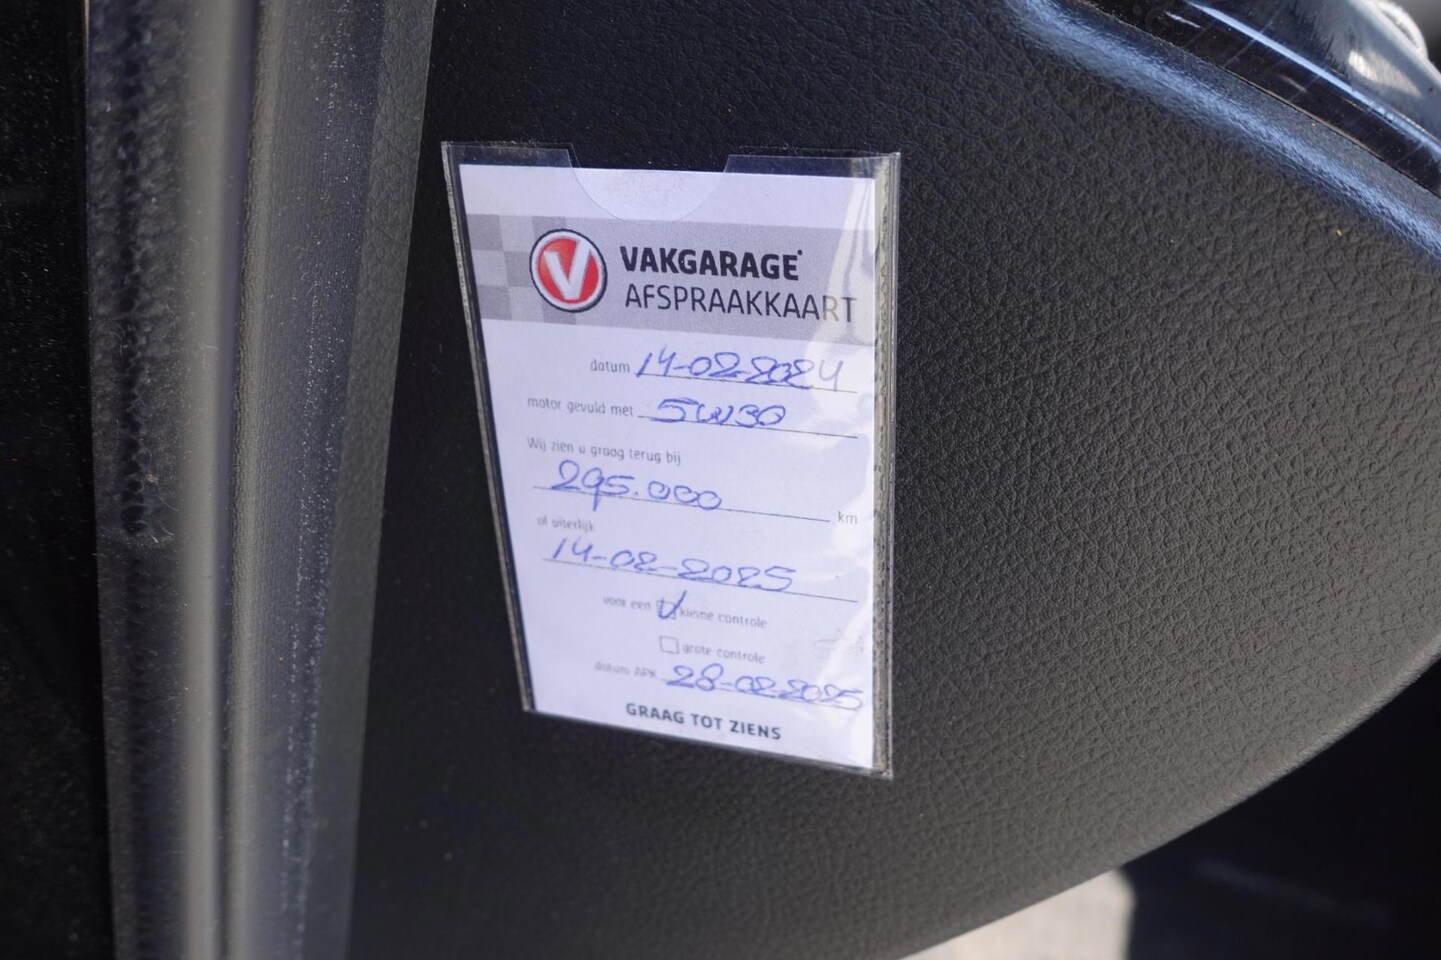 VAKGARAGE
AFSPRAAKKAART
datum 14-02-2024
motor gevuld met 5W30
Wij zien u graag terug bij
295.000 km
of uiterlijk
14-02-2025
voor een kleine controle
grote controle
datum APK 28-02-2025
GRAAG TOT ZIENS